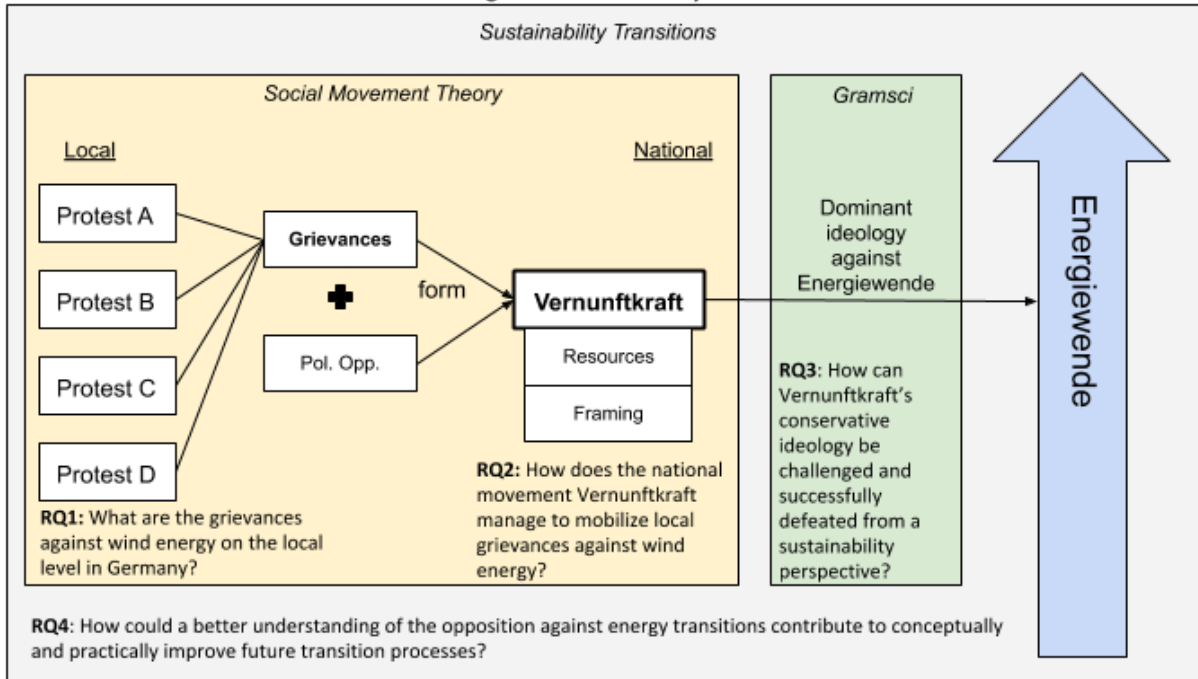 Sustainability Transitions
Social Movement Theory
Local
National
Protest A
Protest B
Protest C
Protest D
Grievances
Pol. Opp.
form
Vernunftkraft
Resources
Framing
RQ1: What are the grievances
against wind energy on the local
level in Germany?
RQ2: How does the national
movement Vernunftkraft
manage to mobilize local
grievances against wind
energy?
Gramsci
Dominant
ideology
against
Energiewende
RQ3: How can
Vernunftkraft’s
conservative
ideology be
challenged and
successfully
defeated from a
sustainability
perspective?
Energiewende
RQ4: How could a better understanding of the opposition against energy transitions contribute to conceptually
and practically improve future transition processes?